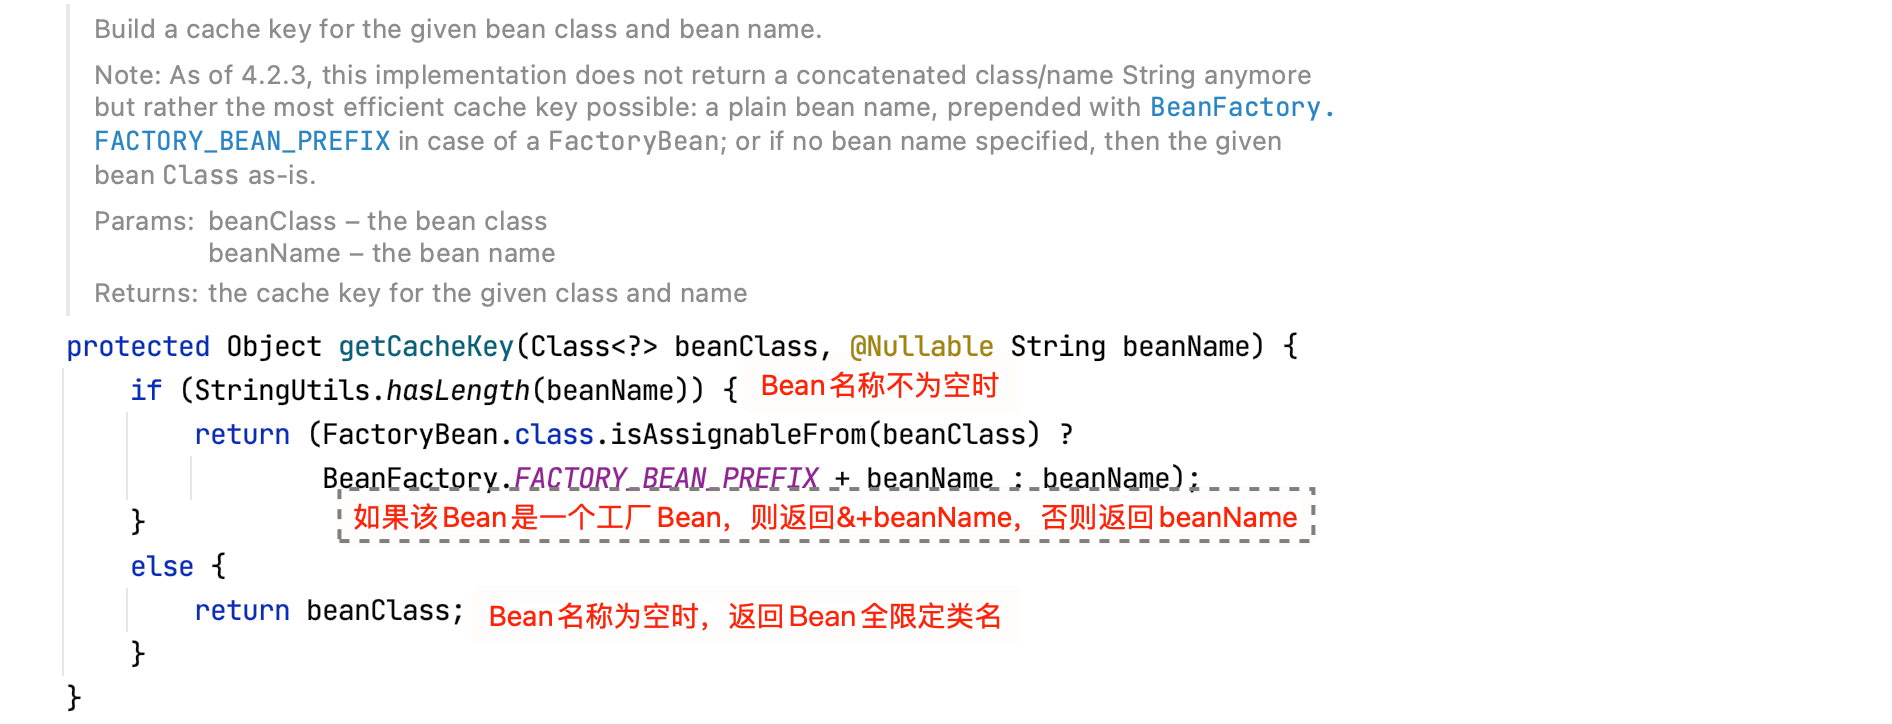 Build a cache key for the given bean class and bean name.
Note: As of 4.2.3, this implementation does not return a concatenated class/name String anymore
but rather the most efficient cache key possible: a plain bean name, prepended with BeanFactory.
FACTORY_BEAN_PREFIX in case of a FactoryBean; or if no bean name specified, then the given
bean Class as-is.
Params: beanClass – the bean class
beanName – the bean name
Returns: the cache key for the given class and name
protected Object getCacheKey(Class<?> beanClass, @Nullable String beanName) {
if (StringUtils.hasLength(beanName)) { Bean名称不为空时
return (FactoryBean.class.isAssignableFrom(beanClass) ?
BeanFactory.FACTORY_BEAN_PREFIX + beanName : beanName);
} 如果该Bean是一个工厂Bean，则返回&+beanName，否则返回beanName
else {
return beanClass; Bean名称为空时，返回Bean全限定类名
}
}